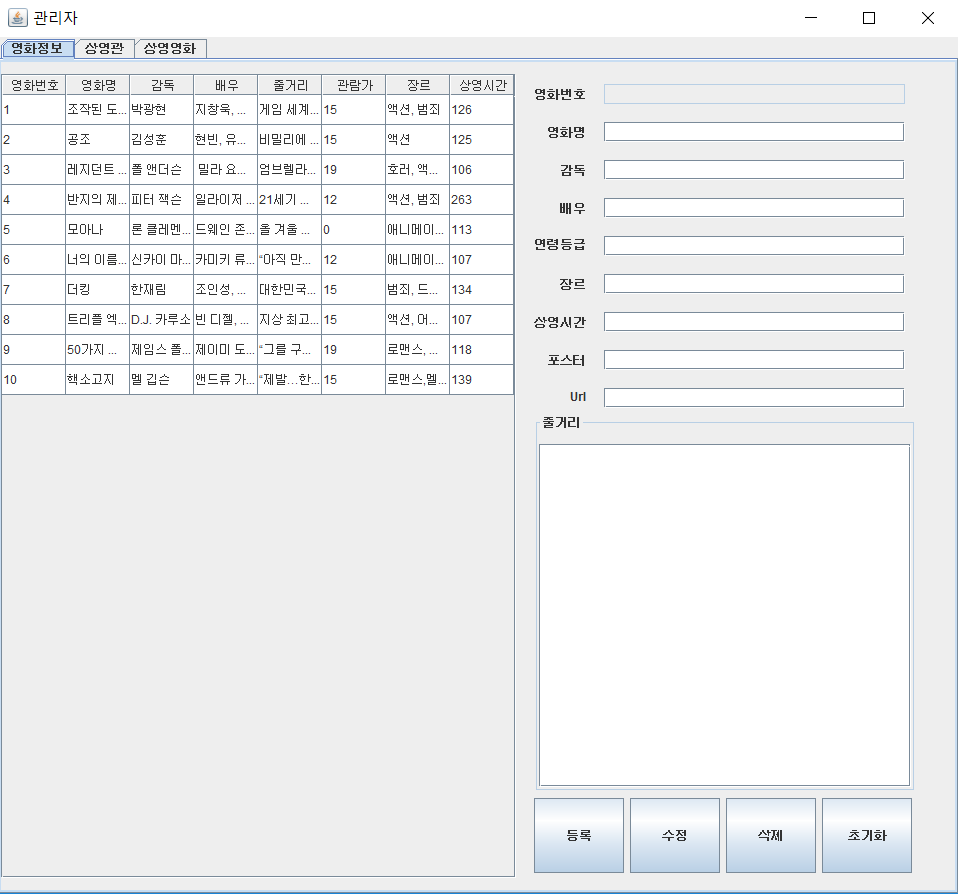 관리자
영화정보 상영관 상영영화
영화번호 영화명 감독 배우 줄거리 관람가 장르 상영시간
1 조작된 도... 박광현 지창욱, ... 게임 세계... 15 액션, 범죄 126
2 공조 김성훈 현빈, 유... 비밀리에 ... 15 액션 125
3 레지던트 ... 폴 앤더슨 밀라 요... 엄브렐라... 19 호러, 액... 106
4 반지의 제... 피터 잭슨 일라이저 ... 21세기 ... 12 액션, 범죄 263
5 모아나 론 클레멘... 드웨인 존... 올 겨울 ... 0 애니메이... 113
6 너의 이름... 신카이 마... 카미키 류... “아직 만... 12 애니메이... 107
7 더킹 한재림 조인성, ... 대한민국... 15 범죄, 드... 134
8 트리플 엑... D.J. 카루소 빈 디젤, ... 지상 최고... 15 액션, 어... 107
9 50가지 ... 제임스 폴... 제이미 도... “그를 구... 19 로맨스, ... 118
10 핵소고지 멜 깁슨 앤드류 가... “제발…한... 15 로맨스,멜... 139
영화번호
영화명
감독
배우
연령등급
장르
상영시간
포스터
Url
줄거리
등록 수정 삭제 초기화